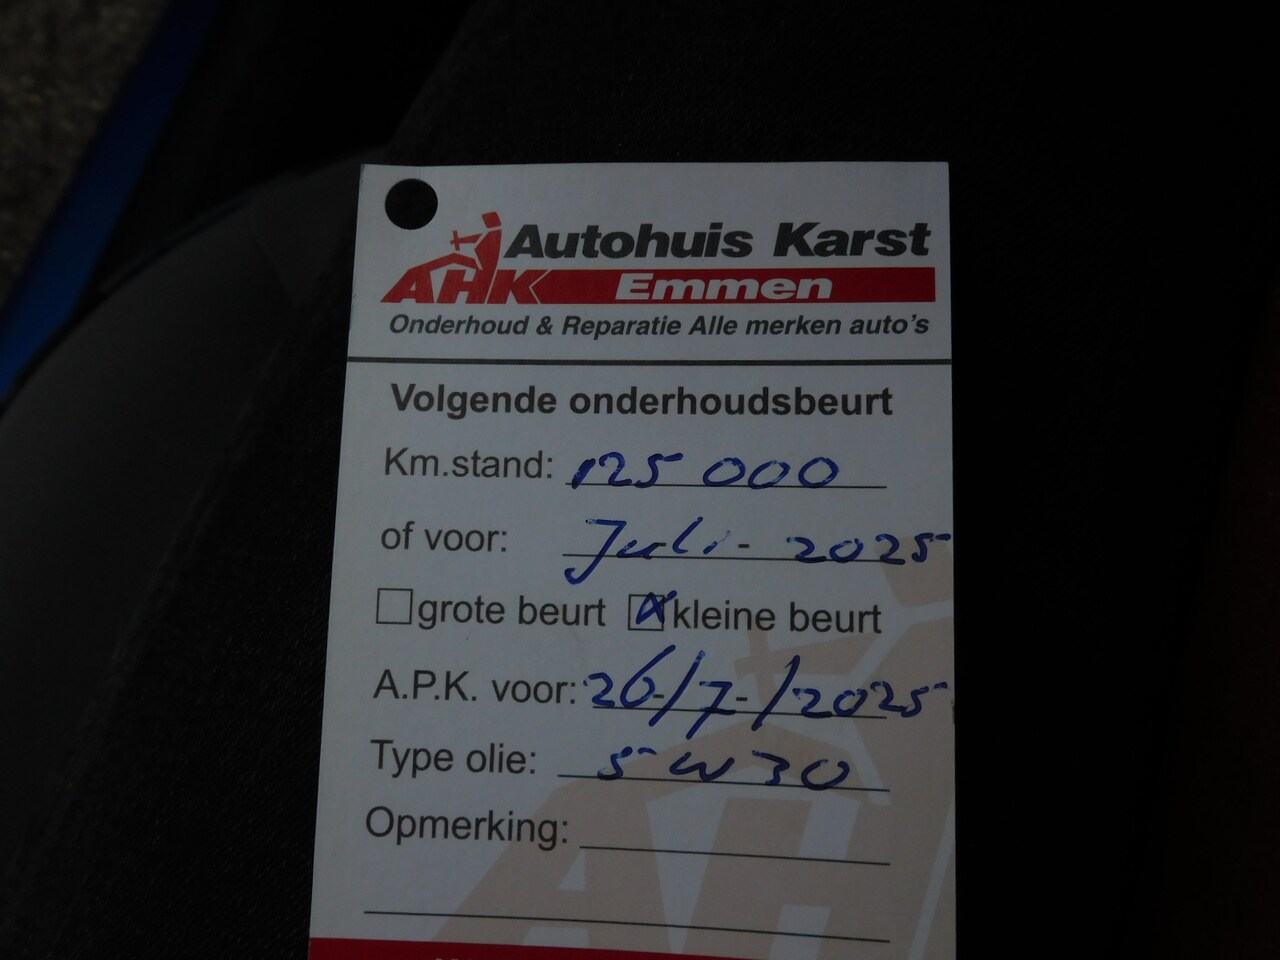 Autohuis Karst
AHK Emmen
Onderhoud & Reparatie Alle merken auto's
Volgende onderhoudsbeurt
Km.stand: 125 000
of voor: Juli - 2025
grote beurt kleine beurt
A.P.K. voor: 26-/7-/2025
Type olie: 5W30
Opmerking: